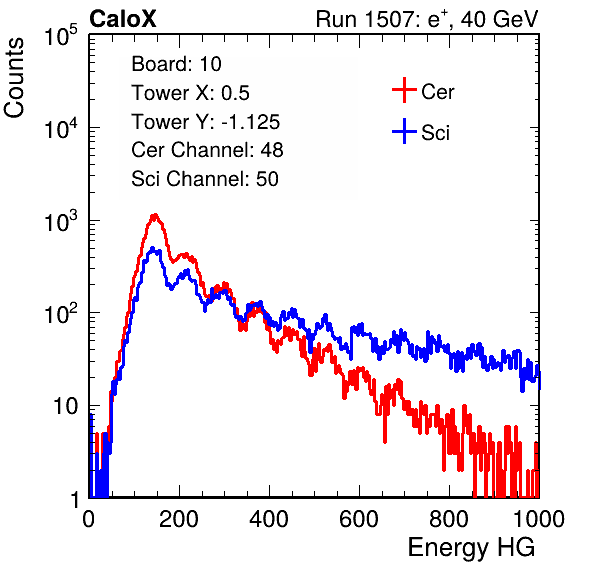 CaloX Run 1507: e⁺, 40 GeV
Counts
Board: 10
Tower X: 0.5
Tower Y: -1.125
Cer Channel: 48
Sci Channel: 50
Cer
Sci
10⁵
10⁴
10³
10²
10
1
0 200 400 600 800 1000
Energy HG